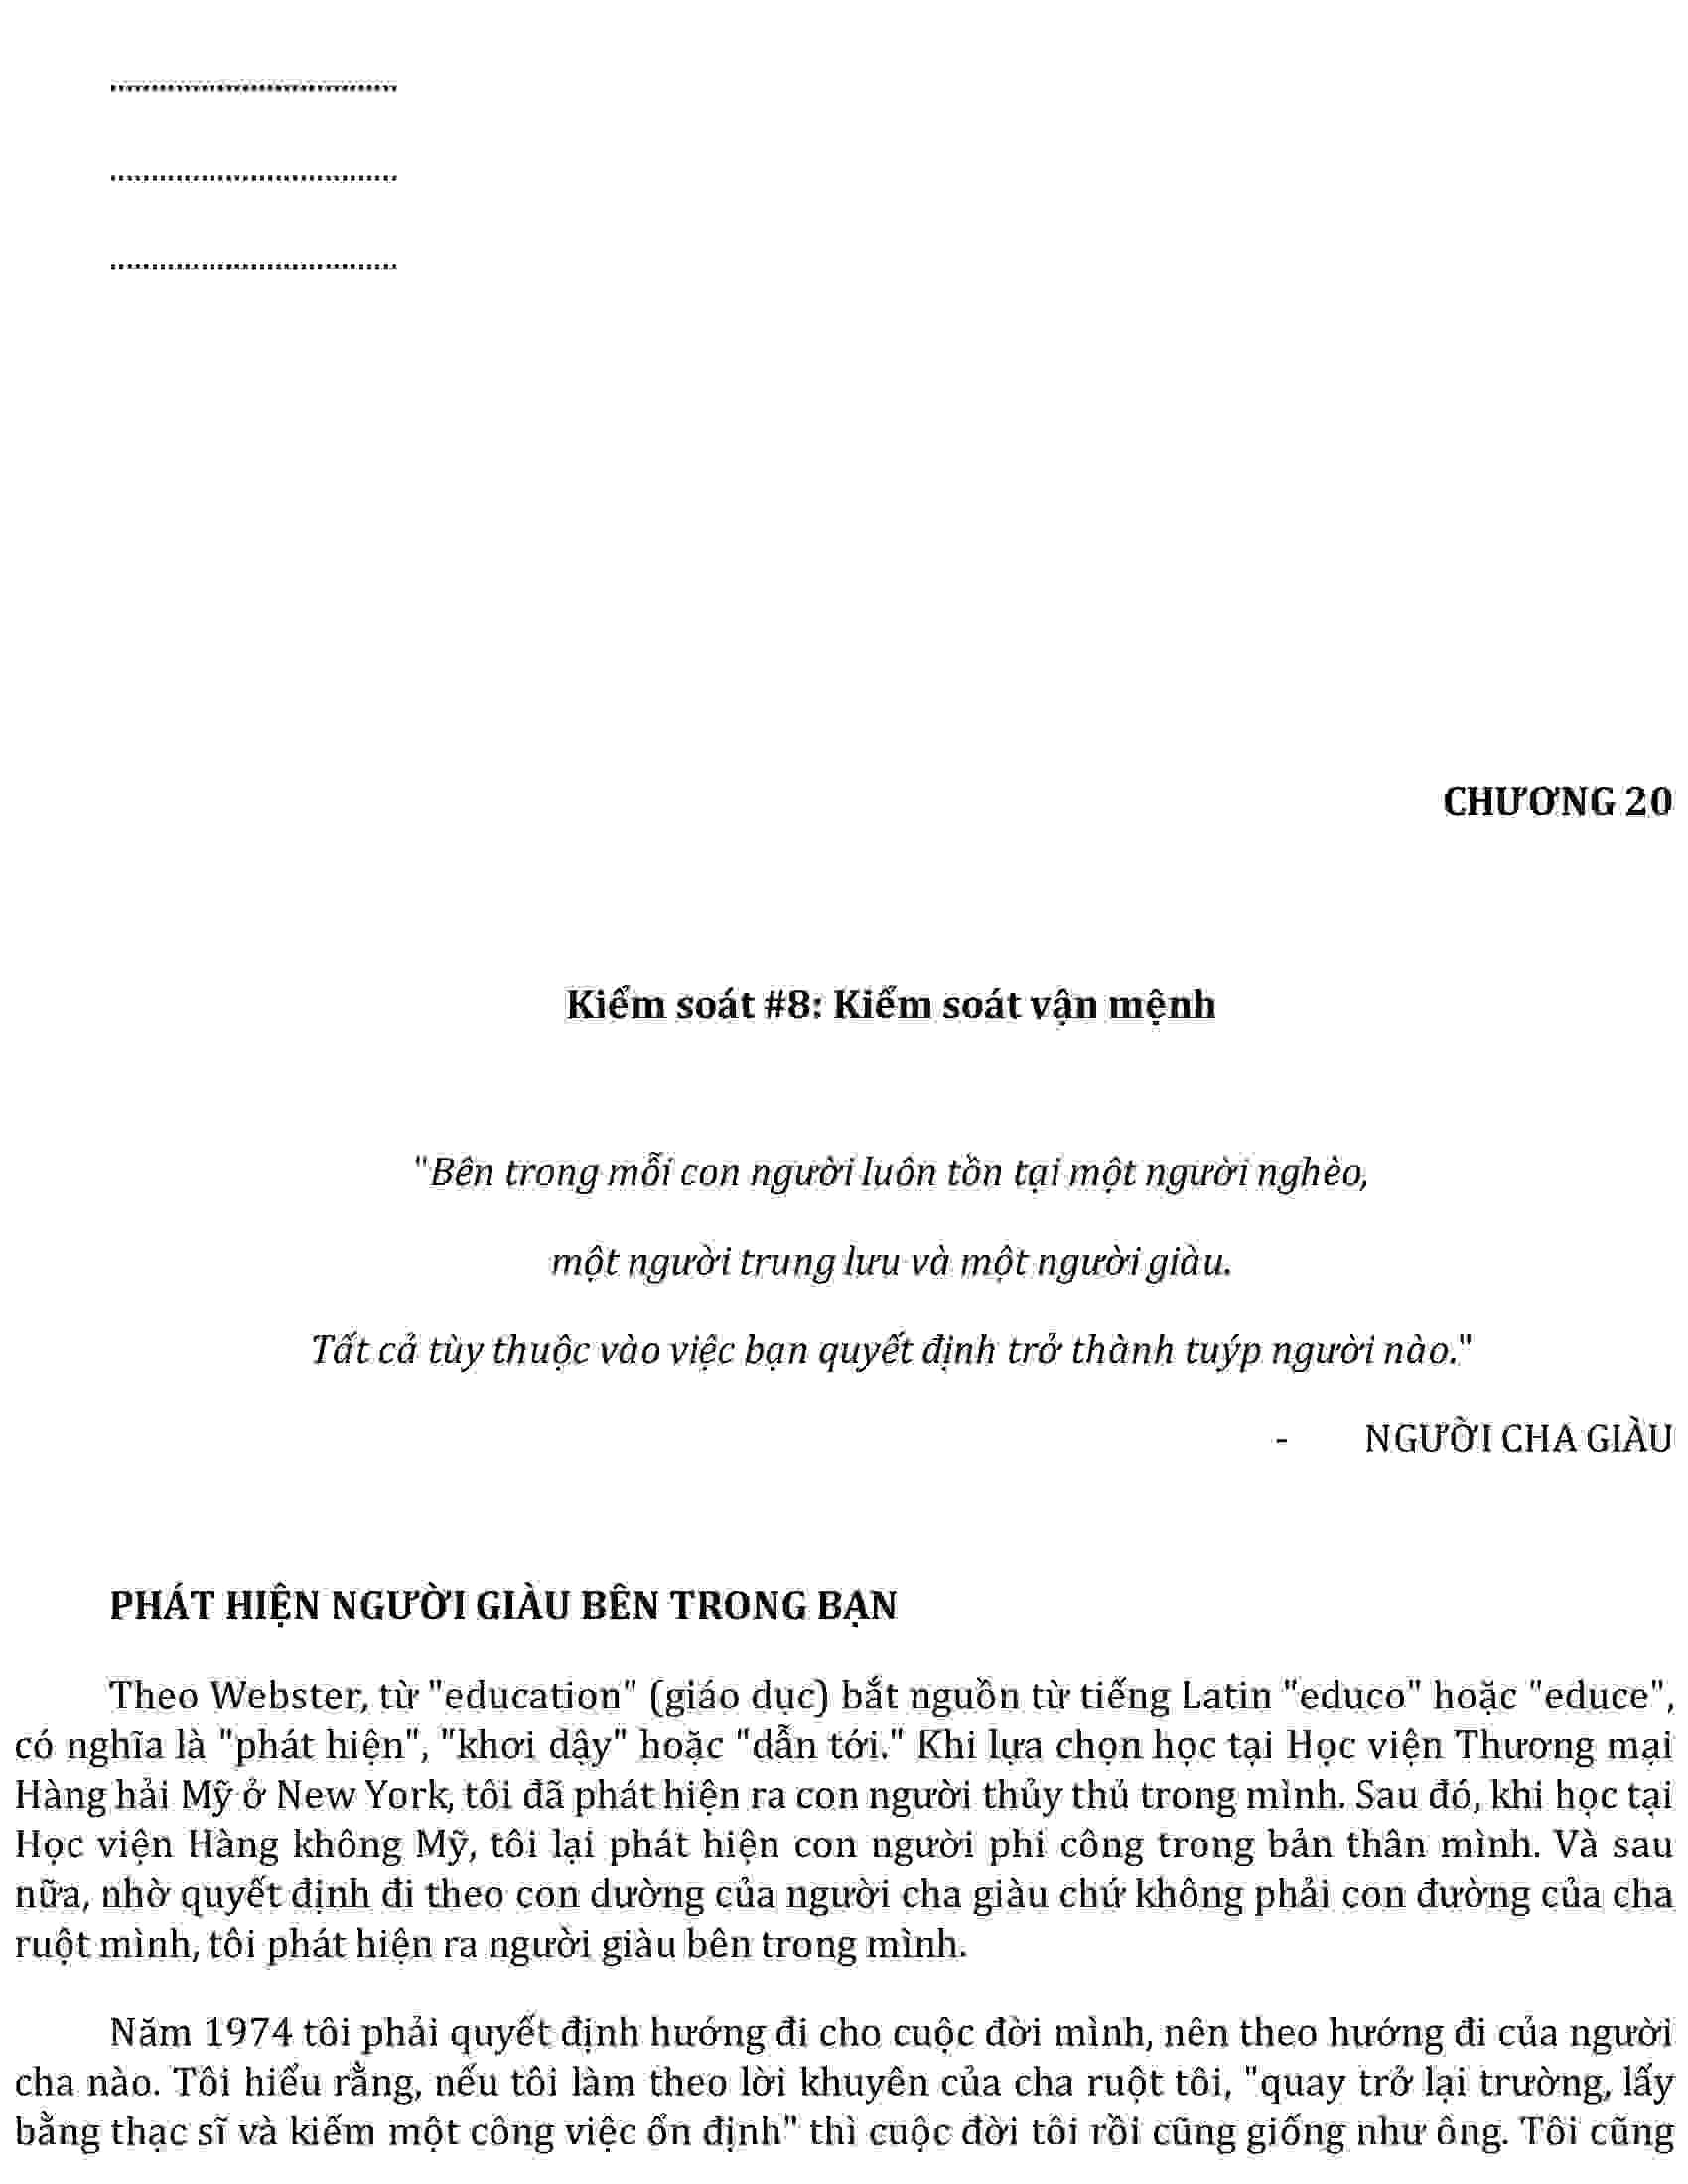 ...................................
...................................
...................................
CHƯƠNG 20
Kiểm soát #8: Kiểm soát vận mệnh
"Bên trong mỗi con người luôn tồn tại một người nghèo,
một người trung lưu và một người giàu.
Tất cả tùy thuộc vào việc bạn quyết định trở thành tuýp người nào."
- NGƯỜI CHA GIÀU
PHÁT HIỆN NGƯỜI GIÀU BÊN TRONG BẠN
Theo Webster, từ "education" (giáo dục) bắt nguồn từ tiếng Latin "educo" hoặc "educe",
có nghĩa là "phát hiện", "khơi dậy" hoặc "dẫn tới." Khi lựa chọn học tại Học viện Thương mại
Hàng hải Mỹ ở New York, tôi đã phát hiện ra con người thủy thủ trong mình. Sau đó, khi học tại
Học viện Hàng không Mỹ, tôi lại phát hiện con người phi công trong bản thân mình. Và sau
nữa, nhờ quyết định đi theo con dường của người cha giàu chứ không phải con đường của cha
ruột mình, tôi phát hiện ra người giàu bên trong mình.
Năm 1974 tôi phải quyết định hướng đi cho cuộc đời mình, nên theo hướng đi của người
cha nào. Tôi hiểu rằng, nếu tôi làm theo lời khuyên của cha ruột tôi, "quay trở lại trường, lấy
bằng thạc sĩ và kiếm một công việc ổn định" thì cuộc đời tôi rồi cũng giống như ông. Tôi cũng